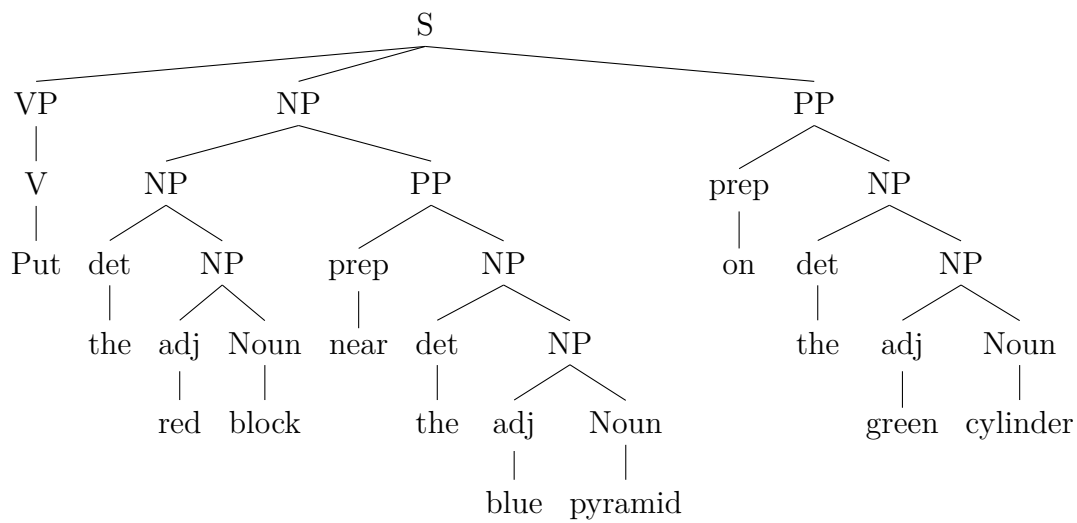 S
VP NP PP
V NP PP prep NP
Put det NP prep NP on det NP
the adj Noun near det NP the adj Noun
red block the adj Noun green cylinder
blue pyramid